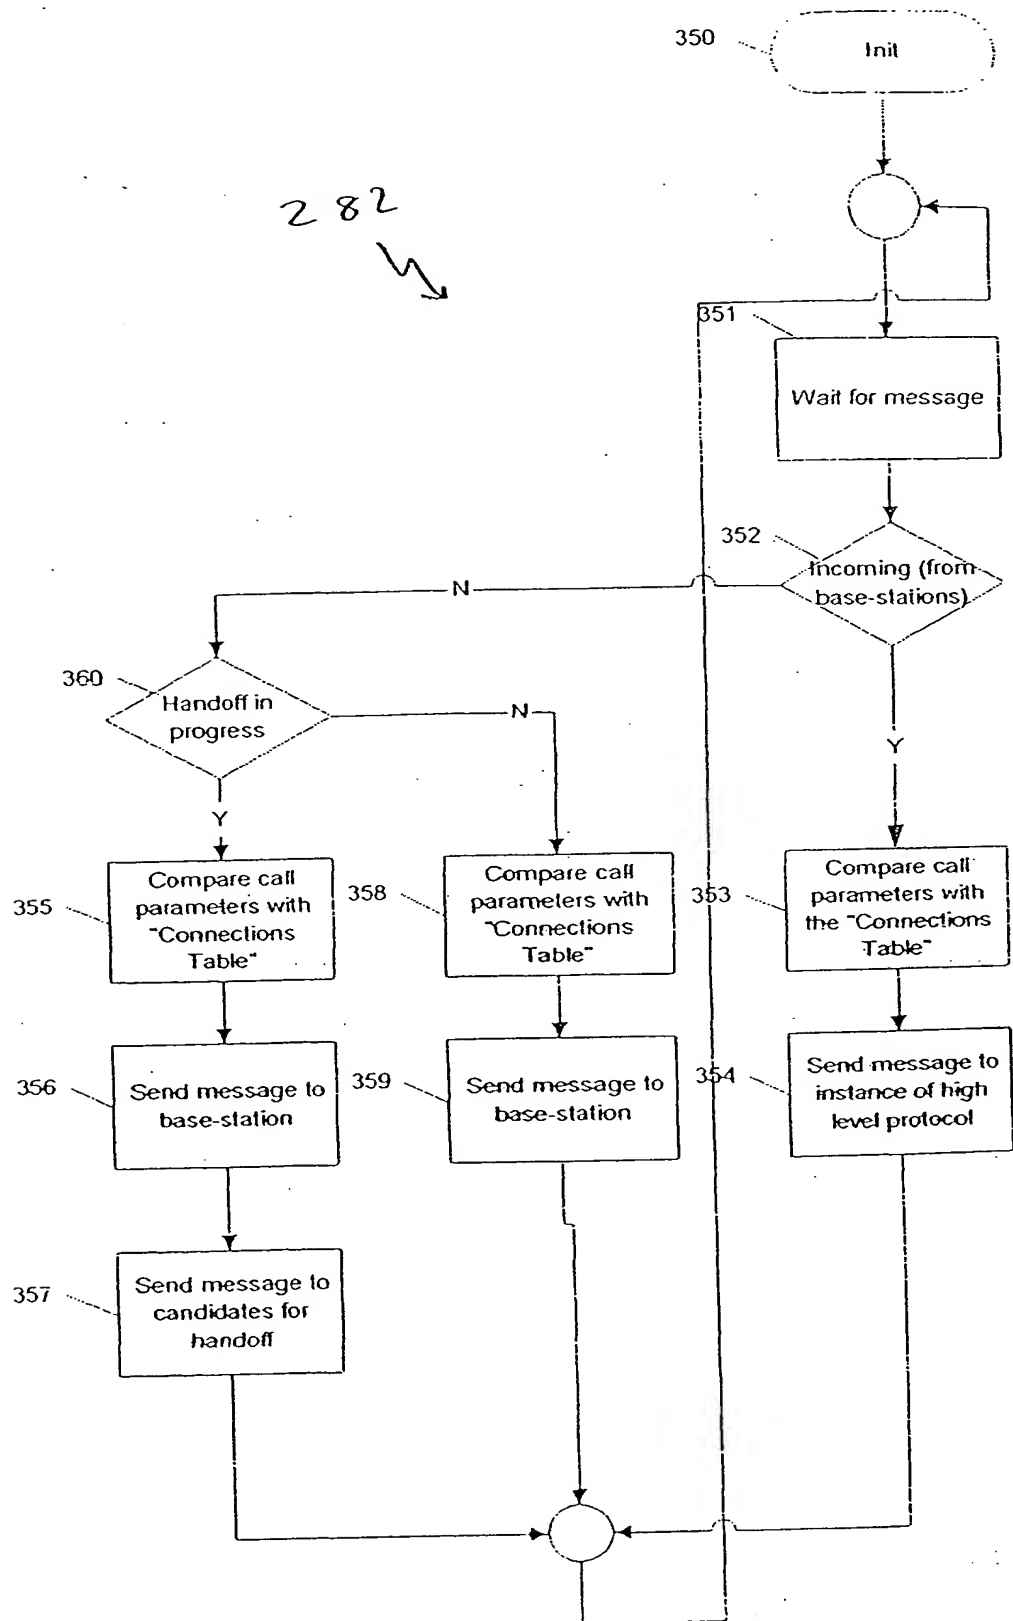 350
Init
282
351
Wait for message
352
Incoming (from
base-stations)
N
360
Handoff in
progress
N
Y
Y
355
Compare call
parameters with
"Connections
Table"
358
Compare call
parameters with
"Connections
Table"
353
Compare call
parameters with
the "Connections
Table"
356
Send message to
base-station
359
Send message to
base-station
354
Send message to
instance of high
level protocol
357
Send message to
candidates for
handoff